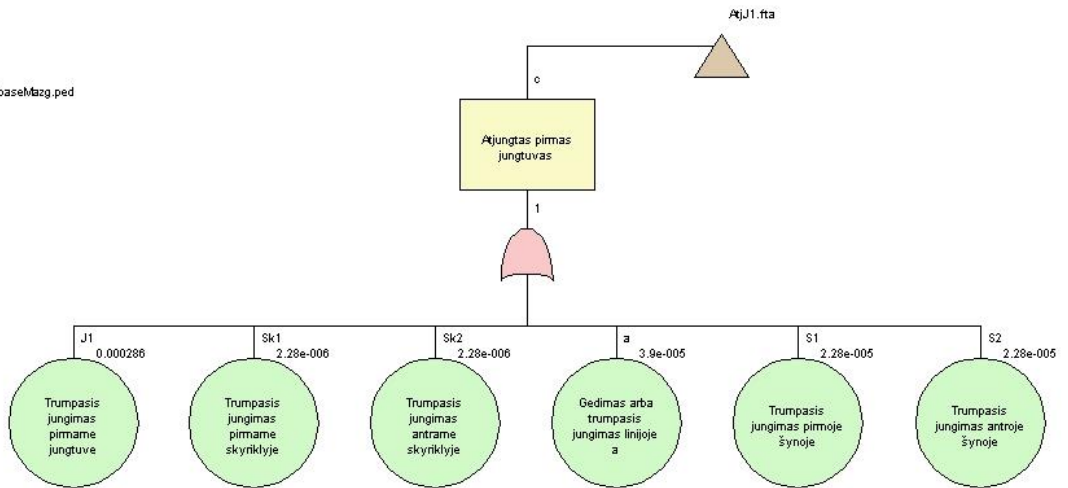 AtjJ1.fta
baseMazg.ped
c
Atjungtas pirmas
jungtuvas
1
J1
0.000286
Sk1
2.28e-006
Sk2
2.28e-006
a
3.9e-005
S1
2.28e-005
S2
2.28e-005
Trumpasis
jungimas
pirmame
jungtuve
Trumpasis
jungimas
pirmame
skyriklyje
Trumpasis
jungimas
antrame
skyriklyje
Gedimas arba
trumpasis
jungimas linijoje
a
Trumpasis
jungimas pirmoje
šynoje
Trumpasis
jungimas antroje
šynoje